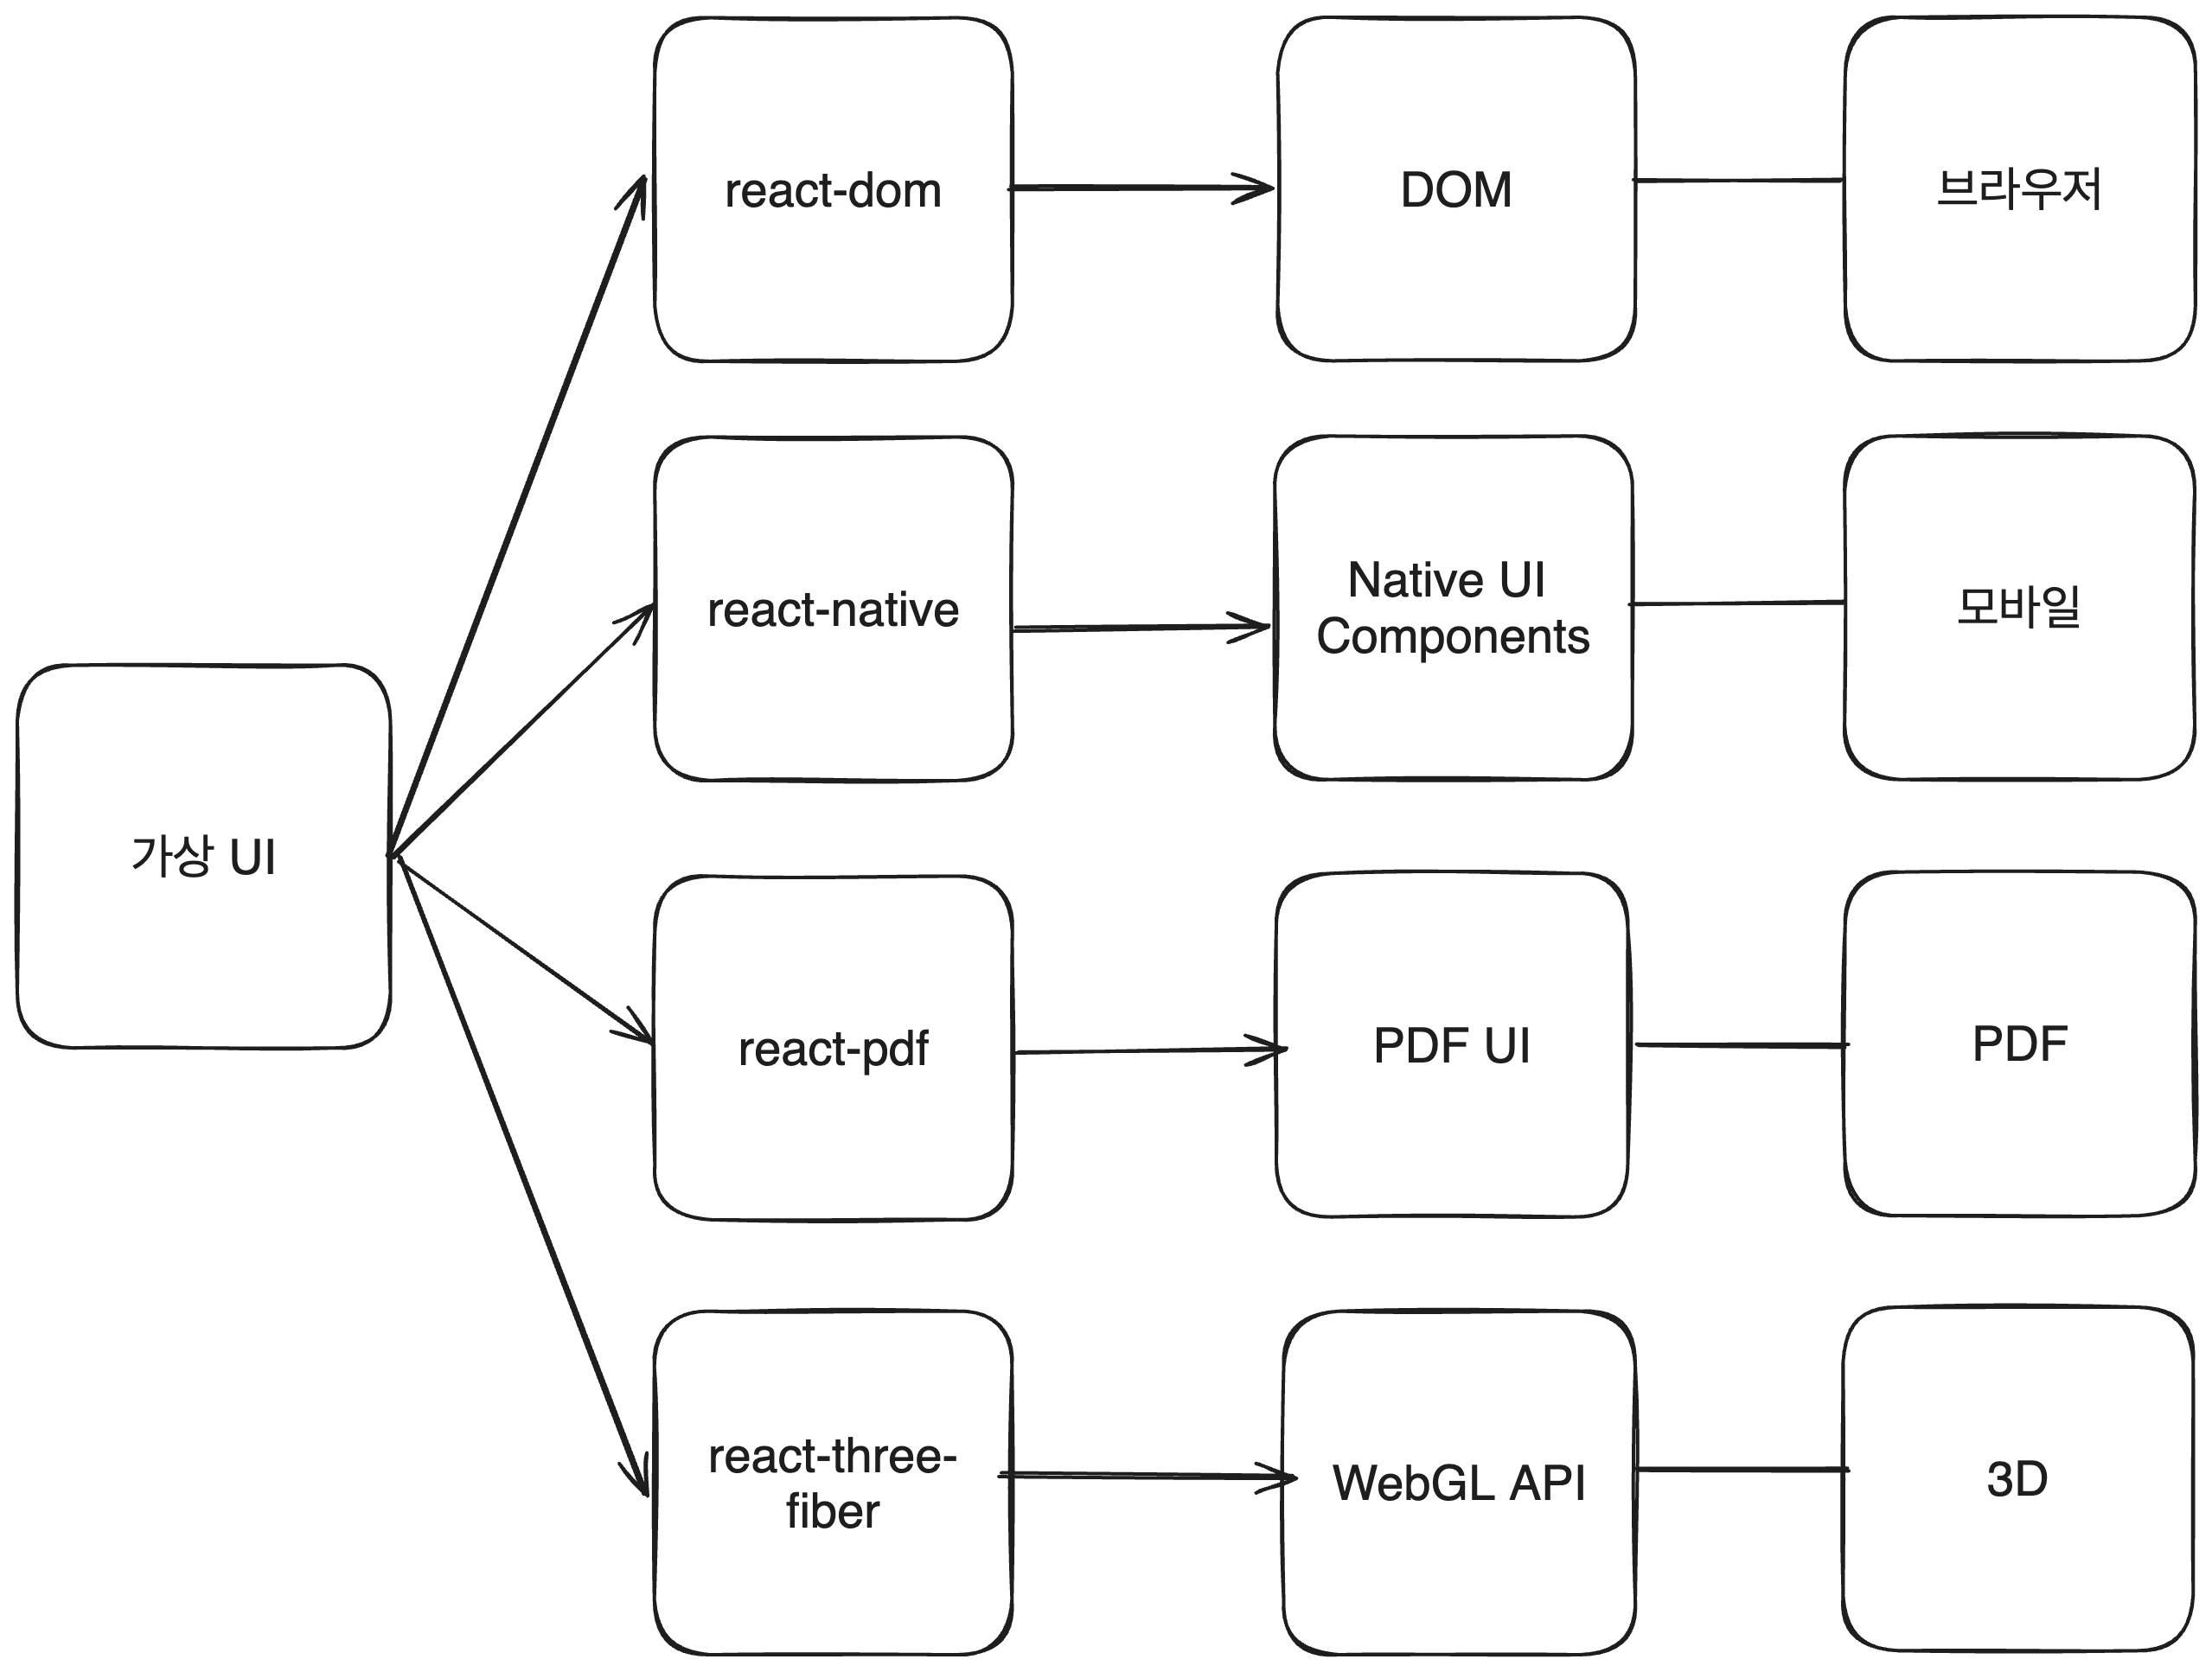 react-dom
DOM
브라우저
react-native
Native UI
Components
모바일
가상 UI
react-pdf
PDF UI
PDF
react-three-
fiber
WebGL API
3D